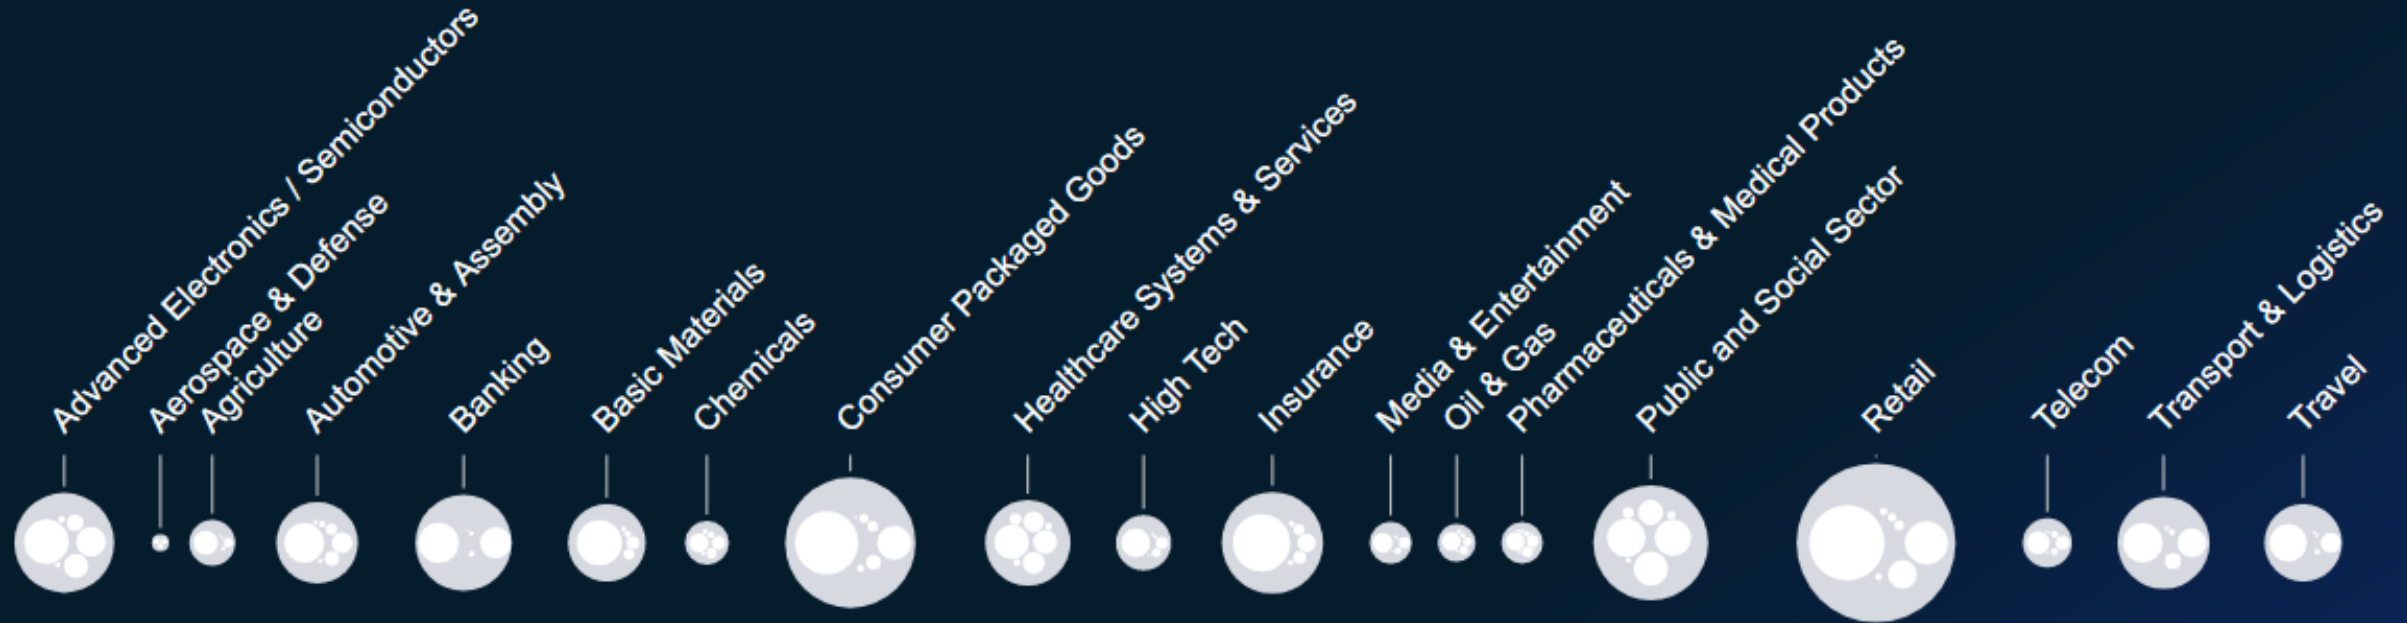 Advanced Electronics / Semiconductors
Aerospace & Defense
Agriculture
Automotive & Assembly
Banking
Basic Materials
Chemicals
Consumer Packaged Goods
Healthcare Systems & Services
High Tech
Insurance
Media & Entertainment
Oil & Gas
Pharmaceuticals & Medical Products
Public and Social Sector
Retail
Telecom
Transport & Logistics
Travel